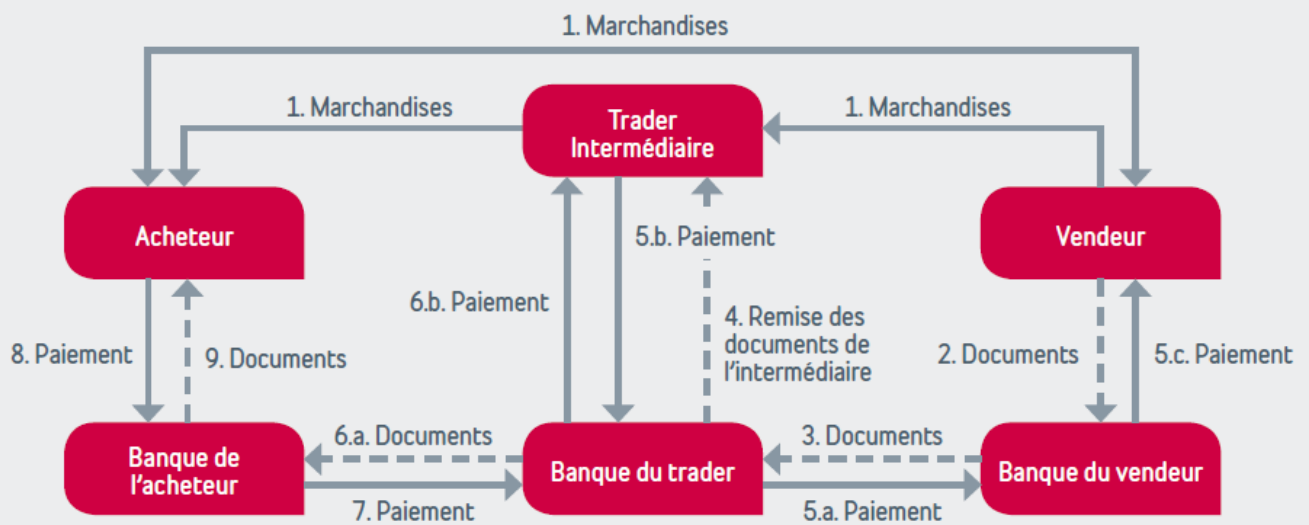 1. Marchandises
1. Marchandises
Trader
Intermédiaire
1. Marchandises
Acheteur
5.b. Paiement
Vendeur
6.b. Paiement
8. Paiement
9. Documents
4. Remise des
documents de
l'intermédiaire
2. Documents
5.c. Paiement
Banque de
l'acheteur
6.a. Documents
7. Paiement
Banque du trader
3. Documents
5.a. Paiement
Banque du vendeur